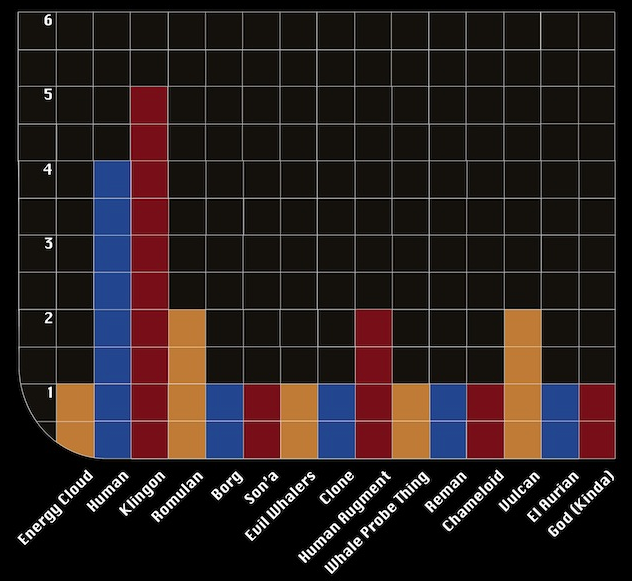 6
5
4
3
2
1
Energy Cloud
Human
Klingon
Romulan
Borg
Son'a
Evil Whalers
Clone
Human Augment
Whale Probe Thing
Reman
Chameloid
Vulcan
El Aurian
God (Kinda)